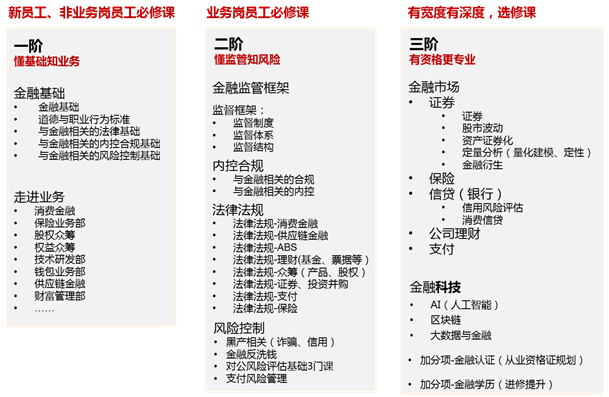 新员工、非业务岗员工必修课
一阶
懂基础知业务
金融基础
• 金融基础
• 道德与职业行为标准
• 与金融相关的法律基础
• 与金融相关的内控合规基础
• 与金融相关的风险控制基础
走进业务
• 消费金融
• 保险业务部
• 股权众筹
• 权益众筹
• 技术研发部
• 钱包业务部
• 供应链金融
• 财富管理部
• ……
业务岗员工必修课
二阶
懂监管知风险
金融监管框架
监督框架：
• 监督制度
• 监督体系
• 监督结构
内控合规
• 与金融相关的合规
• 与金融相关的内控
法律法规
• 法律法规-消费金融
• 法律法规-供应链金融
• 法律法规-ABS
• 法律法规-理财(基金、票据等）
• 法律法规-众筹（产品、股权）
• 法律法规-证券、投资并购
• 法律法规-支付
• 法律法规-保险
风险控制
• 黑产相关（诈骗、信用）
• 金融反洗钱
• 对公风险评估基础3门课
• 支付风险管理
有宽度有深度，选修课
三阶
有资格更专业
金融市场
• 证券
• 证券
• 股市波动
• 资产证券化
• 定量分析（量化建模、定性）
• 金融衍生
• 保险
• 信贷（银行）
• 信用风险评估
• 消费信贷
• 公司理财
• 支付
金融科技
• AI（人工智能）
• 区块链
• 大数据与金融
• 加分项-金融认证（从业资格证规划）
• 加分项-金融学历（进修提升）